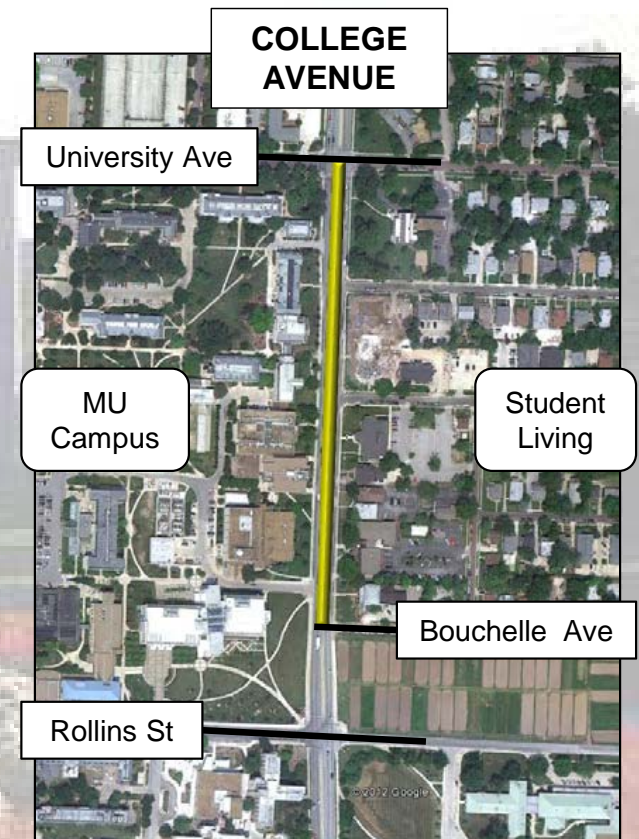 COLLEGE
AVENUE
University Ave
MU
Campus
Student
Living
Bouchelle Ave
Rollins St
© 2012 Google